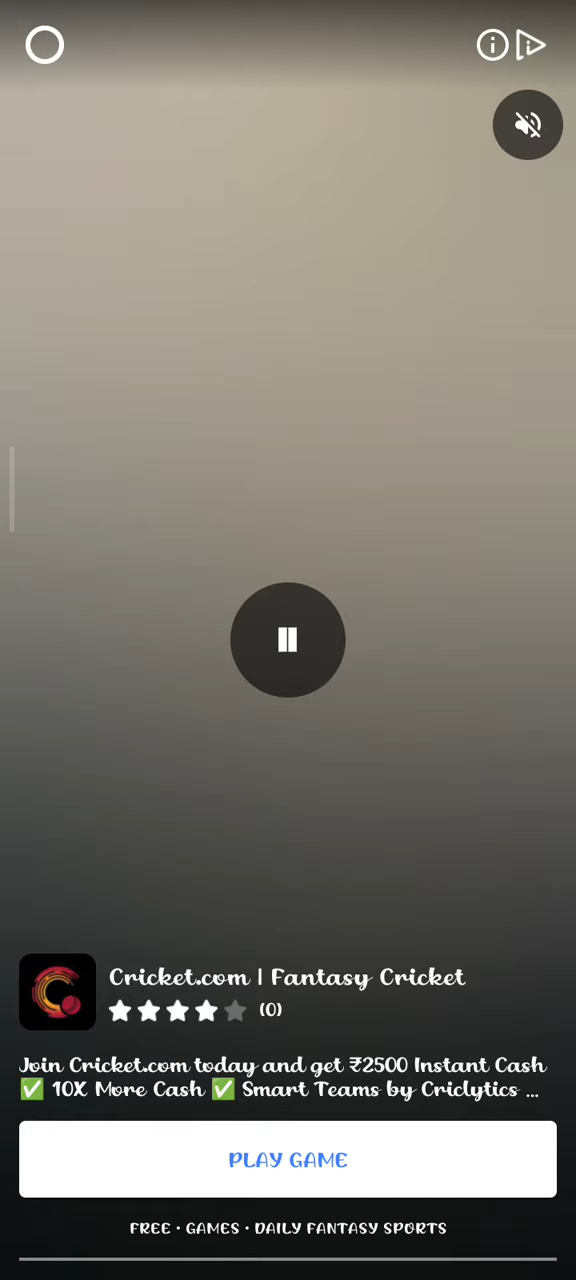 Cricket.com | Fantasy Cricket
(0)
Join Cricket.com today and get ₹2500 Instant Cash
✅ 10X More Cash ✅ Smart Teams by Criclytics ...
PLAY GAME
FREE · GAMES · DAILY FANTASY SPORTS